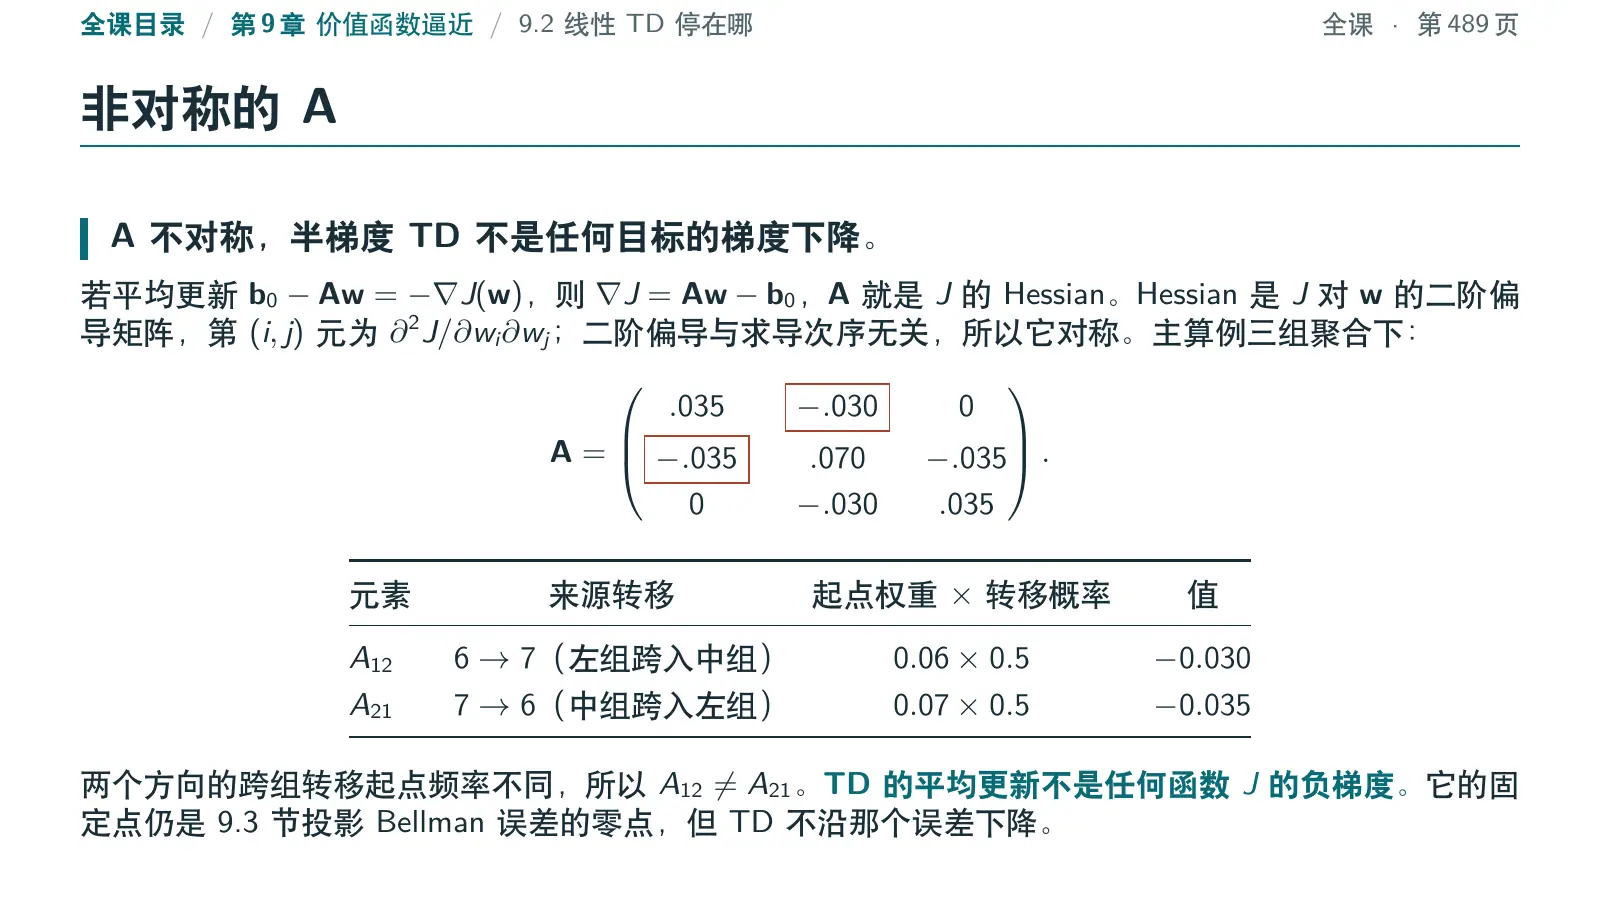 全课目录 / 第9章 价值函数逼近 / 9.2 线性 TD 停在哪
全课 · 第489页
非对称的 A
A 不对称，半梯度 TD 不是任何目标的梯度下降。
若平均更新 b₀ − Aw = −∇J(w)，则 ∇J = Aw − b₀，A 就是 J 的 Hessian。Hessian 是 J 对 w 的二阶偏
导矩阵，第 (i, j) 元为 ∂²J/∂wᵢ∂wⱼ；二阶偏导与求导次序无关，所以它对称。主算例三组聚合下：
.035 −.030 0
A = −.035 .070 −.035 .
0 −.030 .035
元素 来源转移 起点权重 × 转移概率 值
A₁₂ 6 → 7（左组跨入中组） 0.06 × 0.5 −0.030
A₂₁ 7 → 6（中组跨入左组） 0.07 × 0.5 −0.035
两个方向的跨组转移起点频率不同，所以 A₁₂ ≠ A₂₁。TD 的平均更新不是任何函数 J 的负梯度。它的固
定点仍是 9.3 节投影 Bellman 误差的零点，但 TD 不沿那个误差下降。